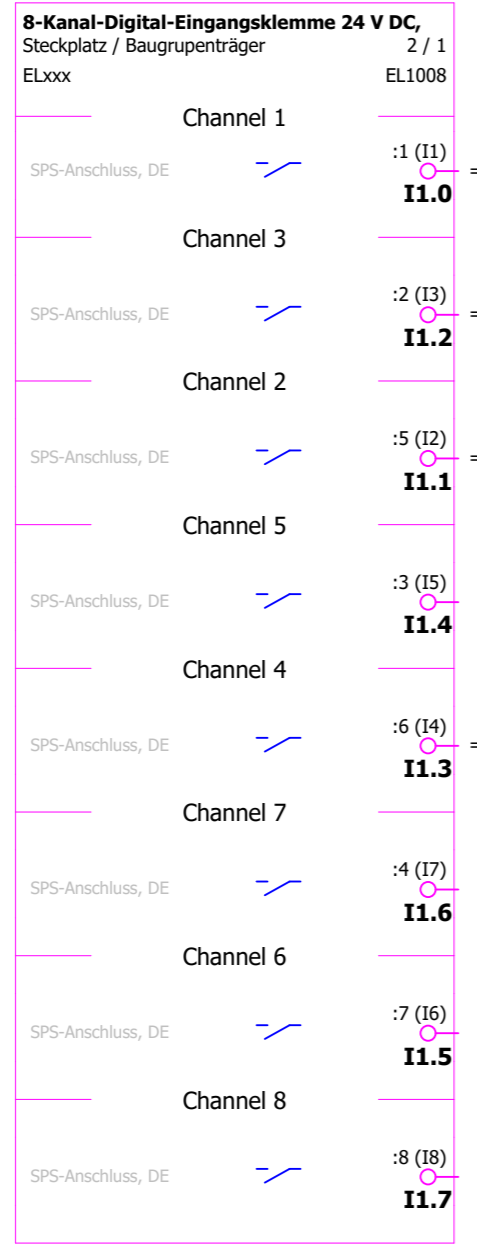 8-Kanal-Digital-Eingangsklemme 24 V DC,
Steckplatz / Baugrupenträger 2 / 1
ELxxx EL1008
Channel 1
:1 (I1)
SPS-Anschluss, DE =
I1.0
Channel 3
:2 (I3)
SPS-Anschluss, DE =
I1.2
Channel 2
:5 (I2)
SPS-Anschluss, DE =
I1.1
Channel 5
:3 (I5)
SPS-Anschluss, DE
I1.4
Channel 4
:6 (I4)
SPS-Anschluss, DE =
I1.3
Channel 7
:4 (I7)
SPS-Anschluss, DE
I1.6
Channel 6
:7 (I6)
SPS-Anschluss, DE
I1.5
Channel 8
:8 (I8)
SPS-Anschluss, DE
I1.7